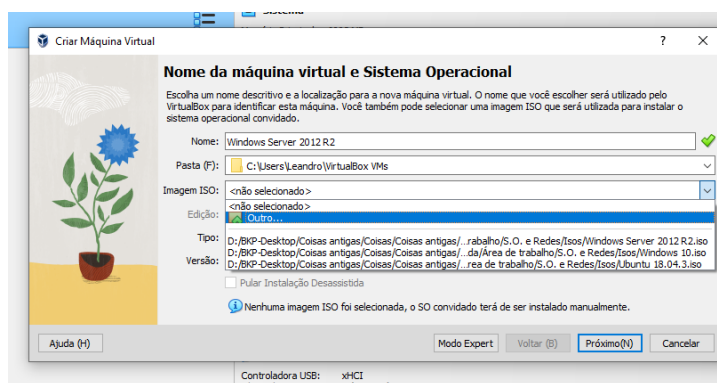 Criar Máquina Virtual
? ×
Nome da máquina virtual e Sistema Operacional
Escolha um nome descritivo e a localização para a nova máquina virtual. O nome que você escolher será utilizado pelo
VirtualBox para identificar esta máquina. Você também pode selecionar uma imagem ISO que será utilizada para instalar o
sistema operacional convidado.
Nome: Windows Server 2012 R2
Pasta (F): C:\Users\Leandro\VirtualBox VMs
Imagem ISO: <não selecionado>
<não selecionado>
Edição: Outro...
Tipo: D:/BKP-Desktop/Coisas antigas/Coisas/Coisas antigas/...rabalho/S.O. e Redes/Isos/Windows Server 2012 R2.iso
D:/BKP-Desktop/Coisas antigas/Coisas/Coisas antigas/...da/Área de trabalho/S.O. e Redes/Isos/Windows 10.iso
Versão: D:/BKP-Desktop/Coisas antigas/Coisas/Coisas antigas/...rea de trabalho/S.O. e Redes/Isos/Ubuntu 18.04.3.iso
Pular Instalação Desassistida
Nenhuma imagem ISO foi selecionada, o SO convidado terá de ser instalado manualmente.
Ajuda (H) Modo Expert Voltar (B) Próximo(N) Cancelar
Controladora USB: xHCI